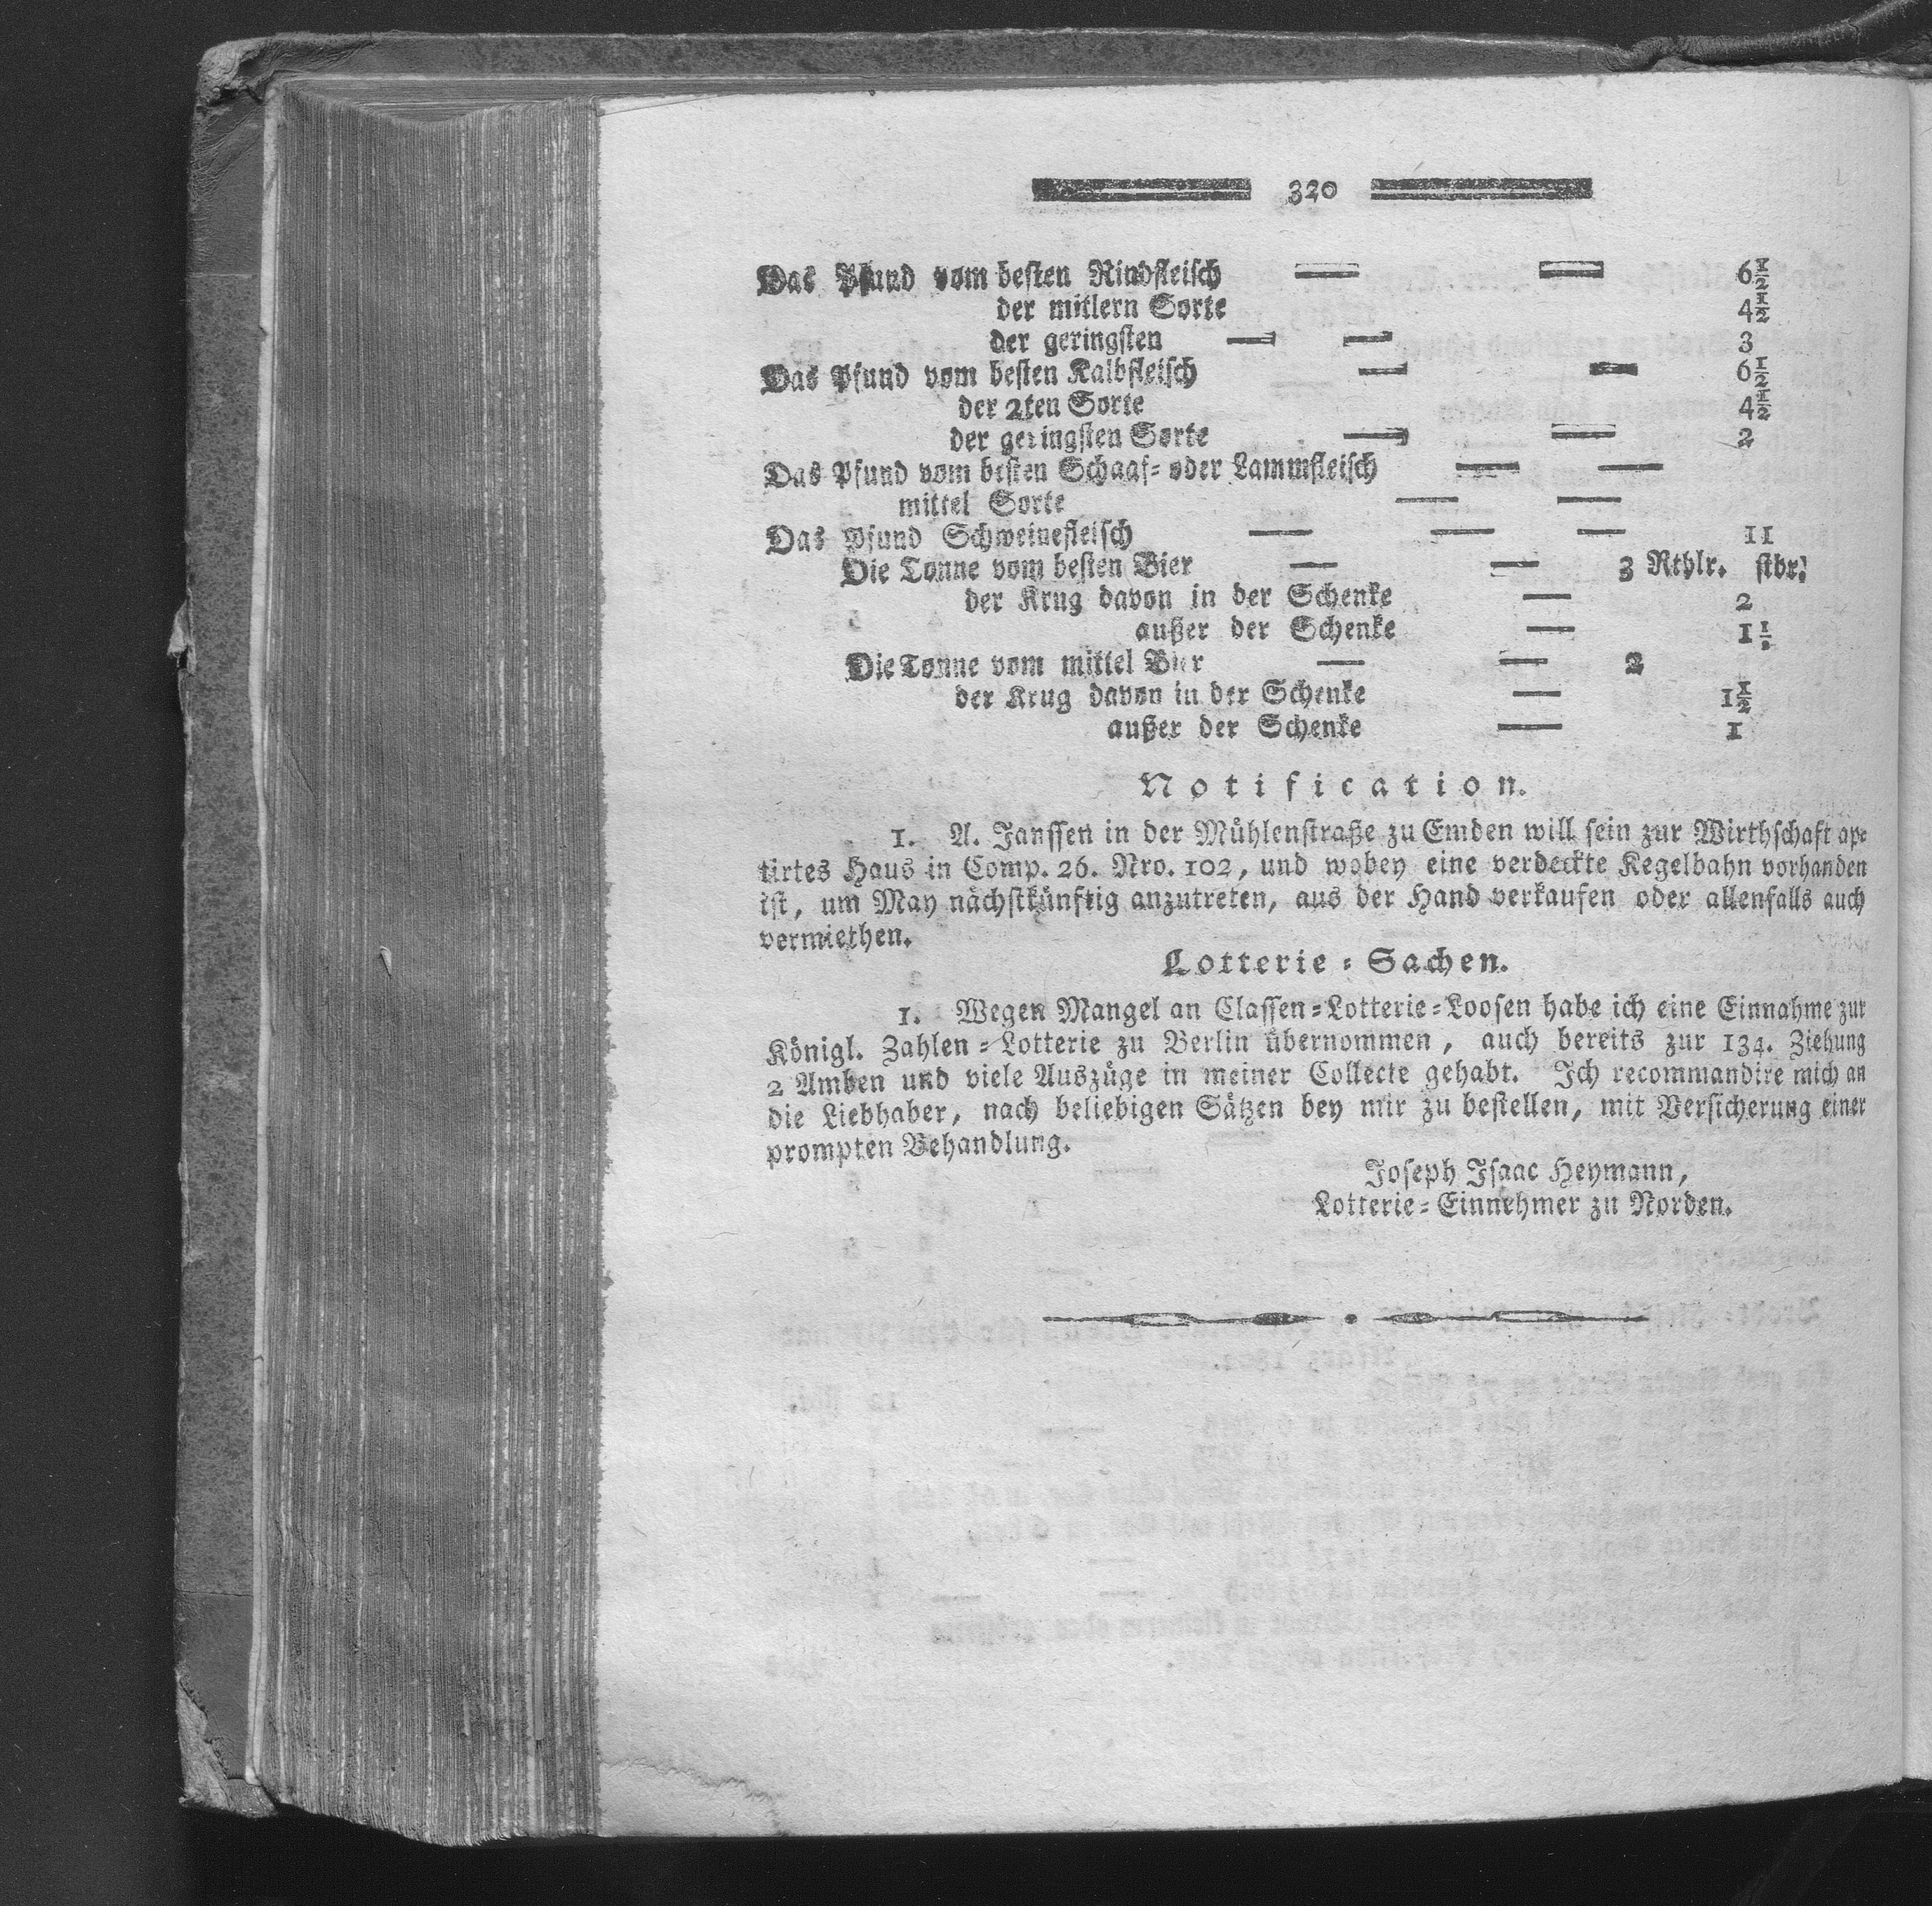 320
Das Pfund vom besten Rindfleisch — — 6½
der mitlern Sorte 4½
der geringsten — — 3
Das Pfund vom besten Kalbfleisch — — 6½
der 2ten Sorte 4½
der geringsten Sorte — — 2
Das Pfund vom besten Schaaf= oder Lammfleisch — —
mittel Sorte — —
Das Pfund Schweinefleisch — — — 11
Die Tonne vom besten Bier — — 3 Rthlr. stbr.
der Krug davon in der Schenke — 2
außer der Schenke — 1
Die Tonne vom mittel Bier — — 2
der Krug davon in der Schenke — 1½
außer der Schenke — 1
Notification.
1. A. Janssen in der Mühlenstraße zu Emden will sein zur Wirthschaft ap
tirtes Haus in Comp. 26. Nro. 102, und wobey eine verdeckte Kegelbahn vorhanden
ist, um May nächstkünftig anzutreten, aus der Hand verkaufen oder allenfalls auch
vermiethen.
Lotterie=Sachen.
1. Wegen Mangel an Classen=Lotterie=Loosen habe ich eine Einnahme zur
Königl. Zahlen=Lotterie zu Berlin übernommen, auch bereits zur 134. Ziehung
2 Amben und viele Auszüge in meiner Collecte gehabt. Ich recommandire mich an
die Liebhaber, nach beliebigen Sätzen bey mir zu bestellen, mit Versicherung einer
prompten Behandlung.
Joseph Isaac Heymann,
Lotterie=Einnehmer zu Norden.